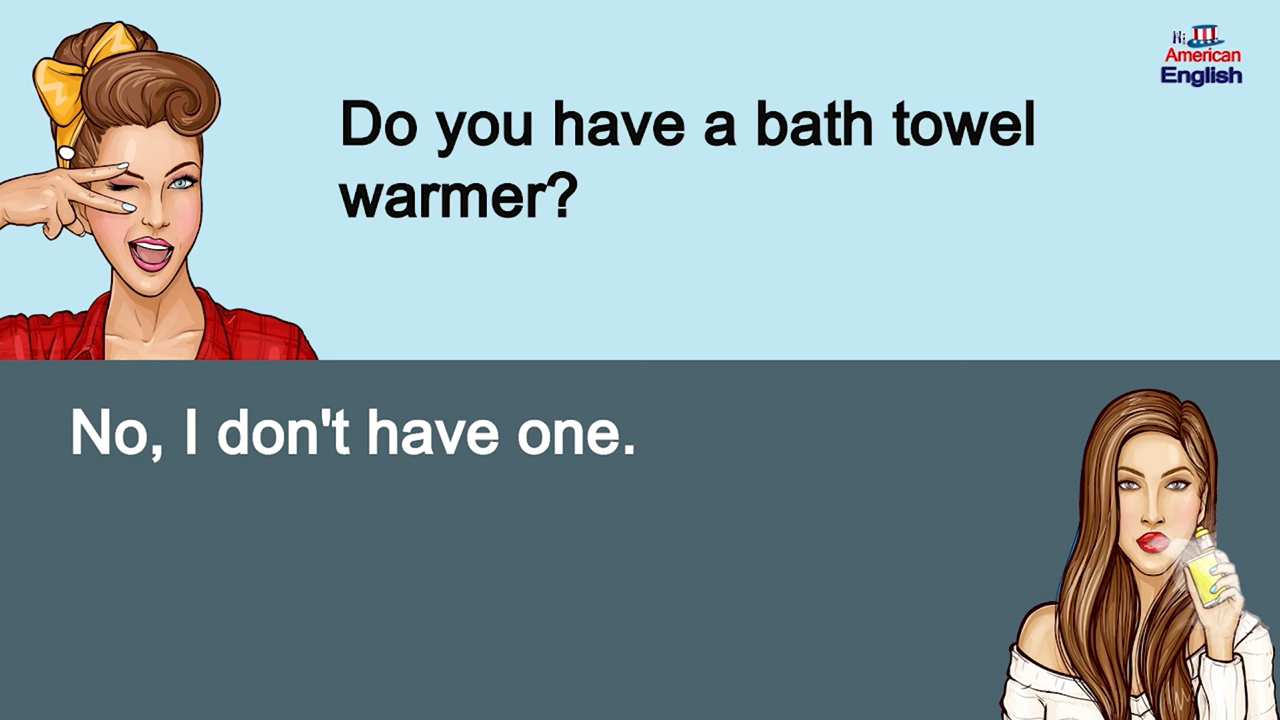 Hi
American
English
Do you have a bath towel
warmer?
No, I don't have one.